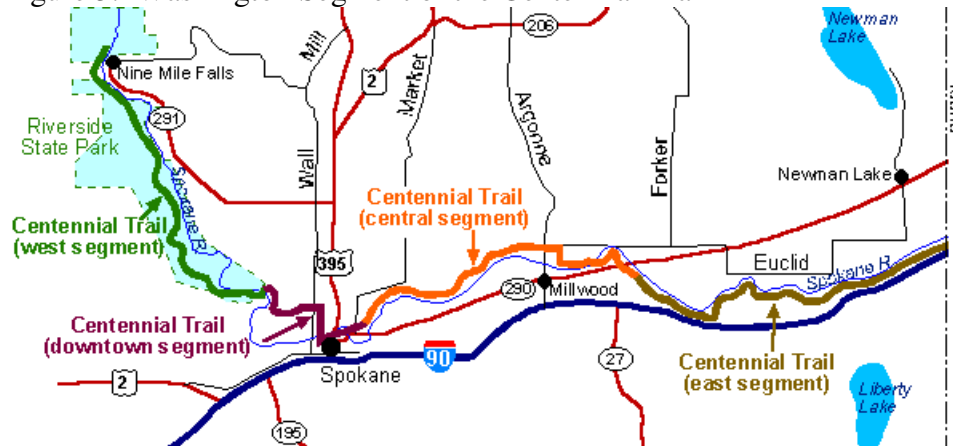 206
Newman
Lake
Nine Mile Falls
Mill
2
Market
291
Argonne
Riverside
State Park
Wall
Forker
Spokane R
Newman Lake
Centennial Trail
(central segment)
Centennial Trail
(west segment)
395
Euclid
Spokane R
290
Millwood
Centennial Trail
(downtown segment)
90
27
Centennial Trail
(east segment)
Spokane
2
Liberty
Lake
195